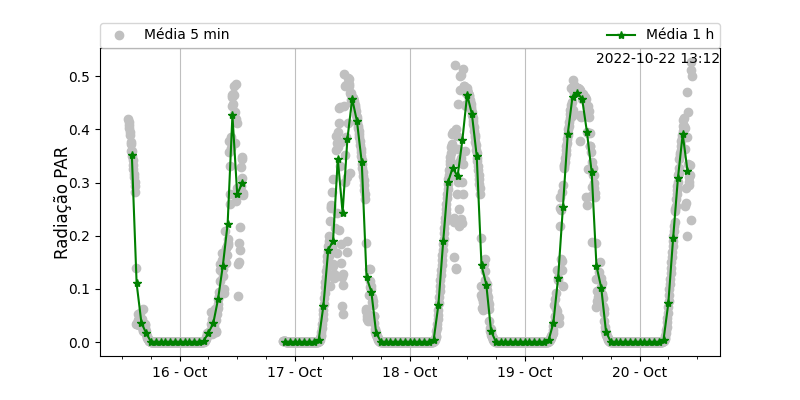 Média 5 min
Média 1 h
2022-10-22 13:12
Radiação PAR
0.5
0.4
0.3
0.2
0.1
0.0
16 - Oct
17 - Oct
18 - Oct
19 - Oct
20 - Oct